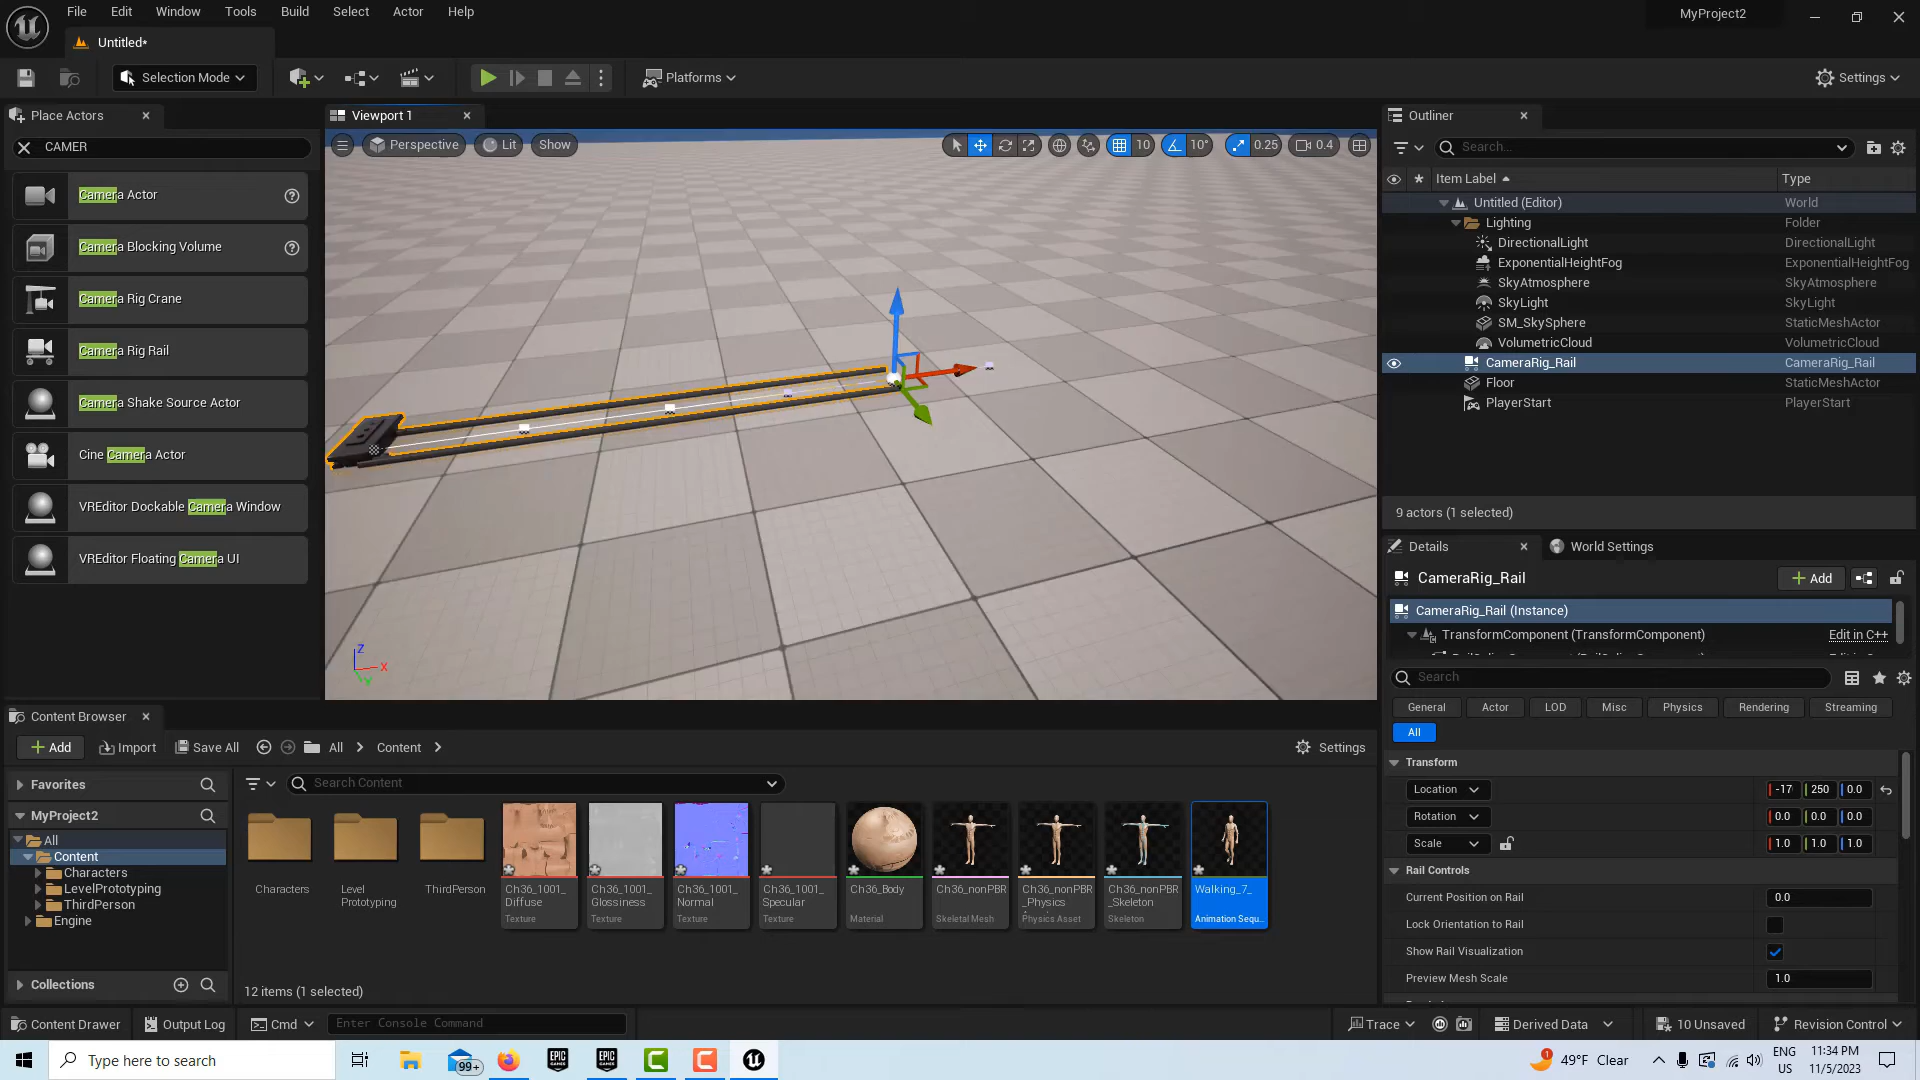 File Edit Window Tools Build Select Actor Help
MyProject2
Untitled*
Selection Mode
Platforms
Settings
Place Actors
CAMER
Camera Actor
Camera Blocking Volume
Camera Rig Crane
Camera Rig Rail
Camera Shake Source Actor
Cine Camera Actor
VREditor Dockable Camera Window
VREditor Floating Camera UI
Viewport 1
Perspective Lit Show
10 10° 0.25 0.4
Z
X
Y
Outliner
Search...
Item Label Type
Untitled (Editor) World
Lighting Folder
DirectionalLight DirectionalLight
ExponentialHeightFog ExponentialHeightFog
SkyAtmosphere SkyAtmosphere
SkyLight SkyLight
SM_SkySphere StaticMeshActor
VolumetricCloud VolumetricCloud
CameraRig_Rail CameraRig_Rail
Floor StaticMeshActor
PlayerStart PlayerStart
9 actors (1 selected)
Details World Settings
CameraRig_Rail Add
CameraRig_Rail (Instance)
TransformComponent (TransformComponent) Edit in C++
Search
General Actor LOD Misc Physics Rendering Streaming
All
Transform
Location -17 250 0.0
Rotation 0.0 0.0 0.0
Scale 1.0 1.0 1.0
Rail Controls
Current Position on Rail 0.0
Lock Orientation to Rail
Show Rail Visualization
Preview Mesh Scale 1.0
Content Browser
Add Import Save All All Content Settings
Favorites
MyProject2
All
Content
Characters
LevelPrototyping
ThirdPerson
Engine
Collections
Search Content
Characters
Level
Prototyping
ThirdPerson
Ch36_1001_
Diffuse
Texture
Ch36_1001_
Glossiness
Texture
Ch36_1001_
Normal
Texture
Ch36_1001_
Specular
Texture
Ch36_Body
Material
Ch36_nonPBR
Skeletal Mesh
Ch36_nonPBR
_Physics
Physics Asset
Ch36_nonPBR
_Skeleton
Skeleton
Walking_7_
Animation Sequ..
12 items (1 selected)
Content Drawer Output Log Cmd Enter Console Command Trace Derived Data 10 Unsaved Revision Control
Type here to search
99+
EPIC
GAMES
EPIC
GAMES
1
49°F Clear
ENG
US
11:34 PM
11/5/2023